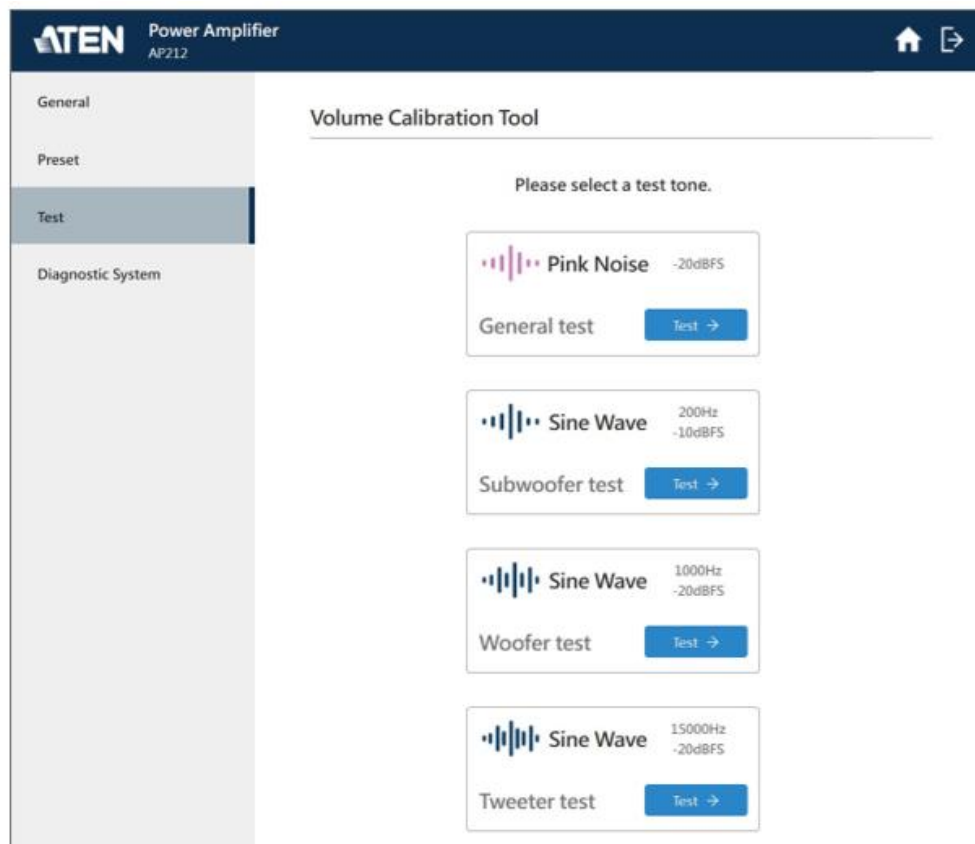 ATEN
Power Amplifier
AP212
General
Preset
Test
Diagnostic System
Volume Calibration Tool
Please select a test tone.
Pink Noise -20dBFS
General test Test →
Sine Wave 200Hz
-10dBFS
Subwoofer test Test →
Sine Wave 1000Hz
-20dBFS
Woofer test Test →
Sine Wave 15000Hz
-20dBFS
Tweeter test Test →